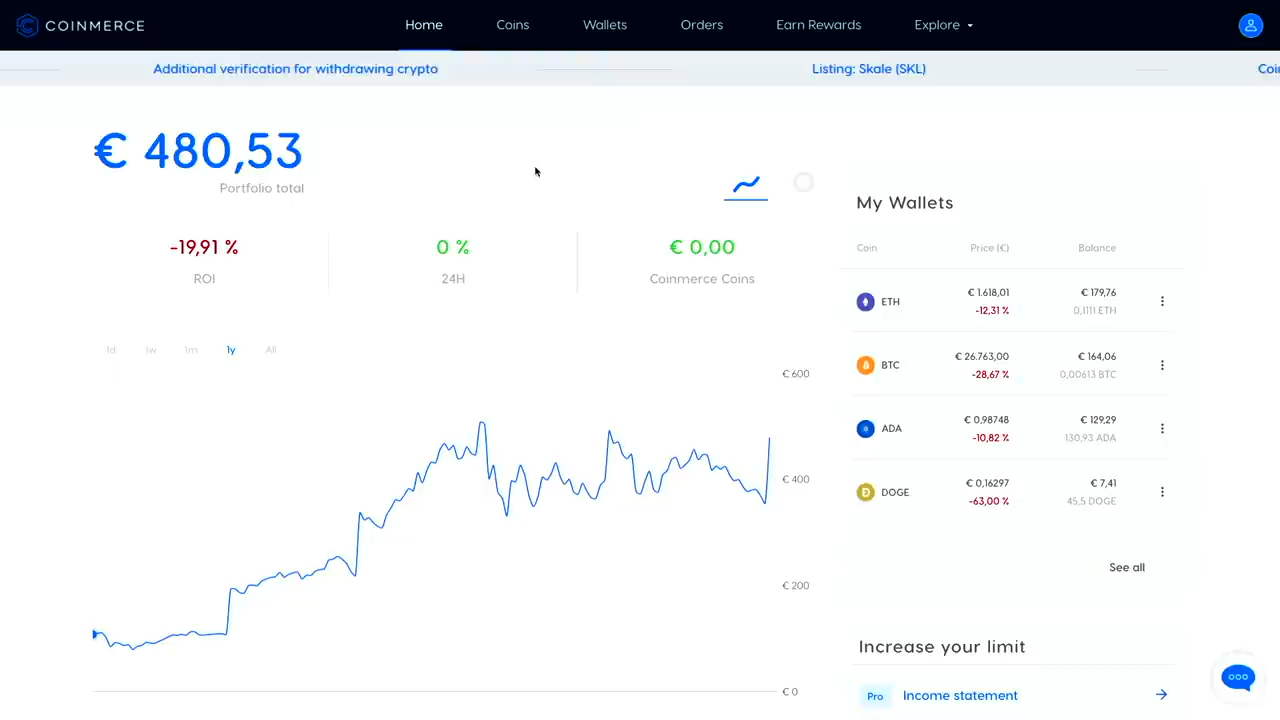 COINMERCE
Home Coins Wallets Orders Earn Rewards Explore
Additional verification for withdrawing crypto Listing: Skale (SKL) Coi
€ 480,53
Portfolio total
-19,91 % 0 % € 0,00
ROI 24H Coinmerce Coins
1d 1w 1m 1y All
€ 600
€ 400
€ 200
€ 0
My Wallets
Coin Price (€) Balance
ETH € 1.618,01 € 179,76
-12,31 % 0,1111 ETH
BTC € 26.763,00 € 164,06
-28,67 % 0,00613 BTC
ADA € 0,98748 € 129,29
-10,82 % 130,93 ADA
DOGE € 0,16297 € 7,41
-63,00 % 45,5 DOGE
See all
Increase your limit
Pro Income statement